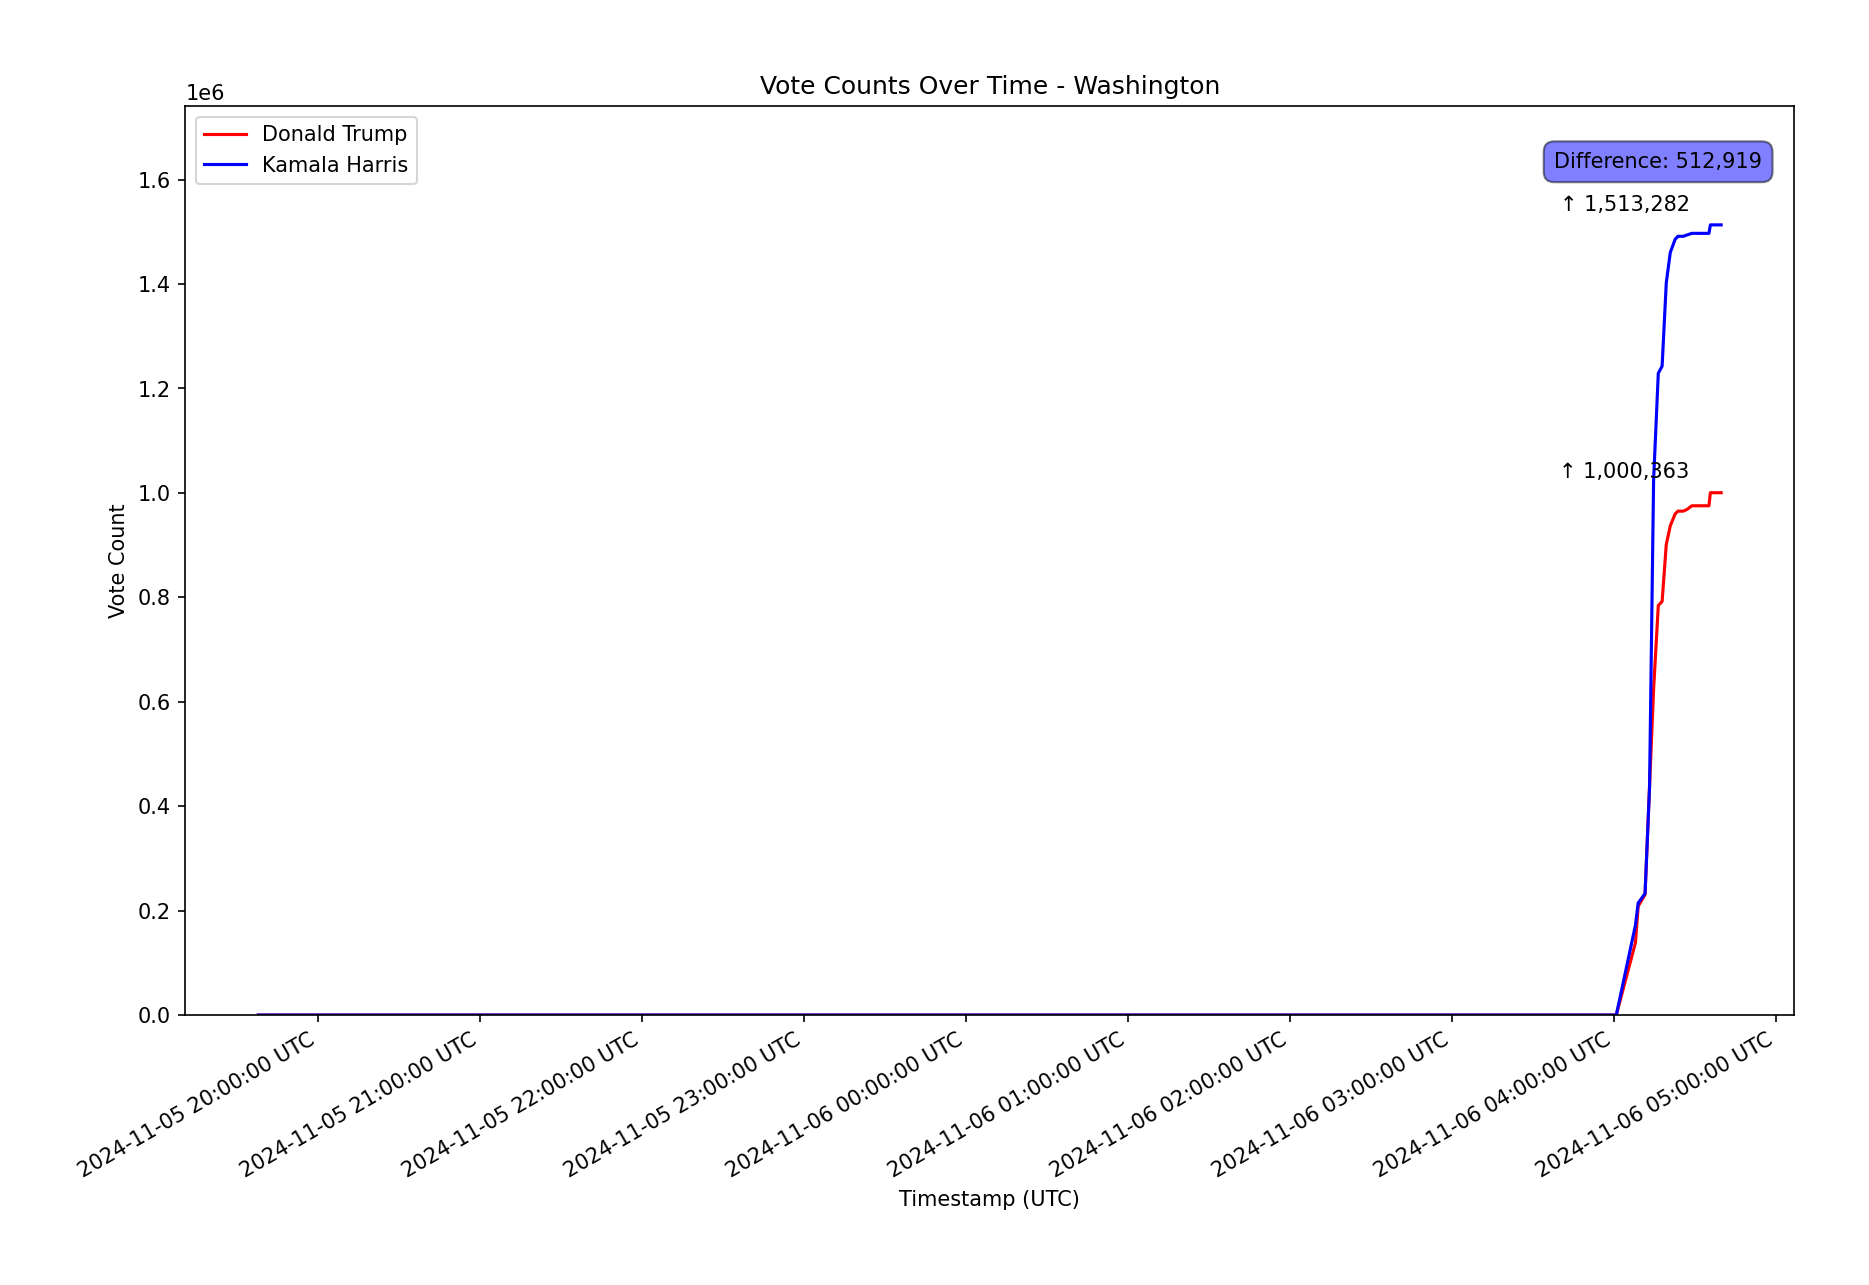 Vote Counts Over Time - Washington
1e6
Donald Trump
Kamala Harris
Difference: 512,919
↑ 1,513,282
↑ 1,000,363
1.6
1.4
1.2
1.0
0.8
0.6
0.4
0.2
0.0
Vote Count
2024-11-05 20:00:00 UTC
2024-11-05 21:00:00 UTC
2024-11-05 22:00:00 UTC
2024-11-05 23:00:00 UTC
2024-11-06 00:00:00 UTC
2024-11-06 01:00:00 UTC
2024-11-06 02:00:00 UTC
2024-11-06 03:00:00 UTC
2024-11-06 04:00:00 UTC
2024-11-06 05:00:00 UTC
Timestamp (UTC)